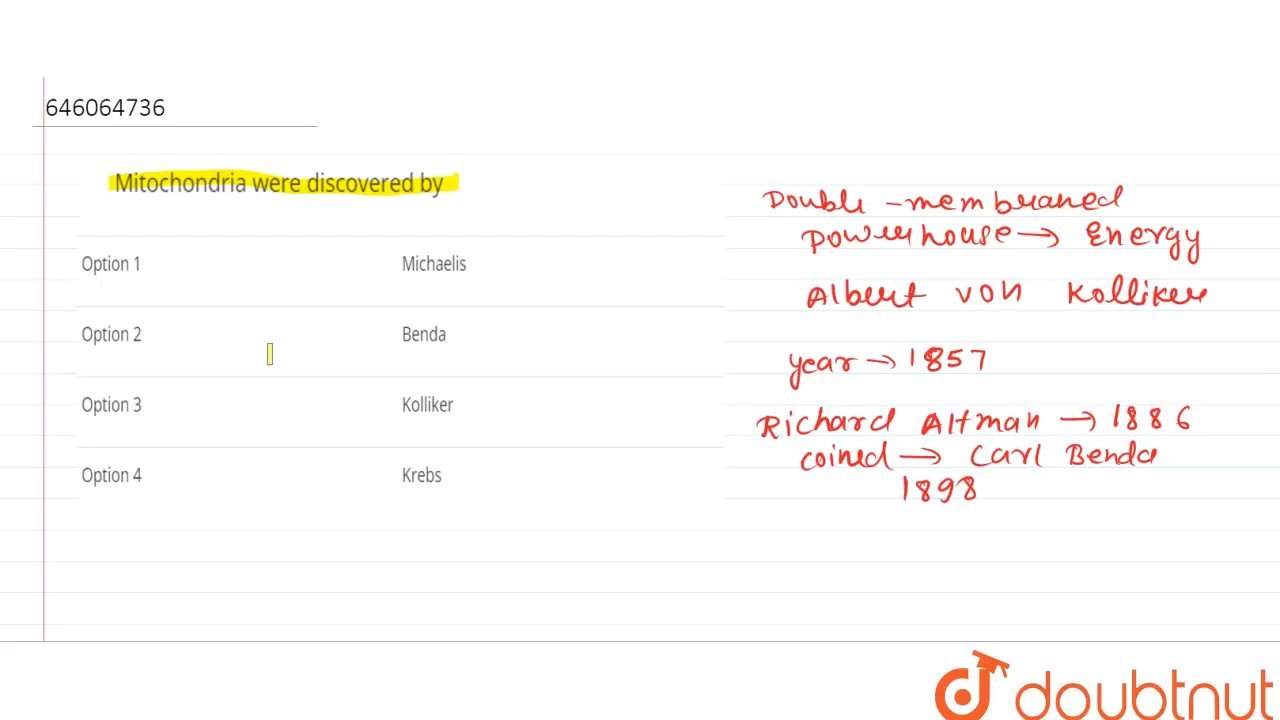 646064736
Mitochondria were discovered by
Option 1 Michaelis
Option 2 Benda
Option 3 Kolliker
Option 4 Krebs
Double - membraned
Powerhouse → Energy
Albert von Kolliker
year → 1857
Richard Altman → 1886
coined → Carl Benda
1898
doubtnut